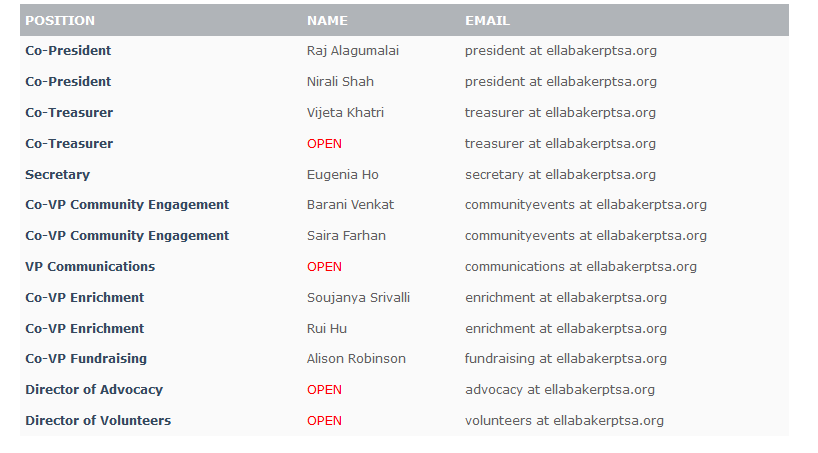 POSITION NAME EMAIL
Co-President Raj Alagumalai president at ellabakerptsa.org
Co-President Nirali Shah president at ellabakerptsa.org
Co-Treasurer Vijeta Khatri treasurer at ellabakerptsa.org
Co-Treasurer OPEN treasurer at ellabakerptsa.org
Secretary Eugenia Ho secretary at ellabakerptsa.org
Co-VP Community Engagement Barani Venkat communityevents at ellabakerptsa.org
Co-VP Community Engagement Saira Farhan communityevents at ellabakerptsa.org
VP Communications OPEN communications at ellabakerptsa.org
Co-VP Enrichment Soujanya Srivalli enrichment at ellabakerptsa.org
Co-VP Enrichment Rui Hu enrichment at ellabakerptsa.org
Co-VP Fundraising Alison Robinson fundraising at ellabakerptsa.org
Director of Advocacy OPEN advocacy at ellabakerptsa.org
Director of Volunteers OPEN volunteers at ellabakerptsa.org